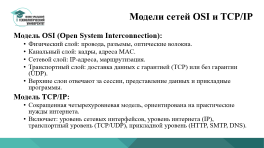 Модели сетей OSI и TCP/IP
Модель OSI (Open System Interconnection):
• Физический слой: провода, разъемы, оптические волокна.
• Канальный слой: кадры, адреса MAC.
• Сетевой слой: IP-адреса, маршрутизация.
• Транспортный слой: доставка данных с гарантией (TCP) или без гарантии
(UDP).
• Верхние слои отвечают за сессии, представление данных и прикладные
программы.
Модель TCP/IP:
• Сокращенная четырехуровневая модель, ориентирована на практические
нужды интернета.
• Включает: уровень сетевых интерфейсов, уровень интернета (IP),
транспортный уровень (TCP/UDP), прикладной уровень (HTTP, SMTP, DNS).